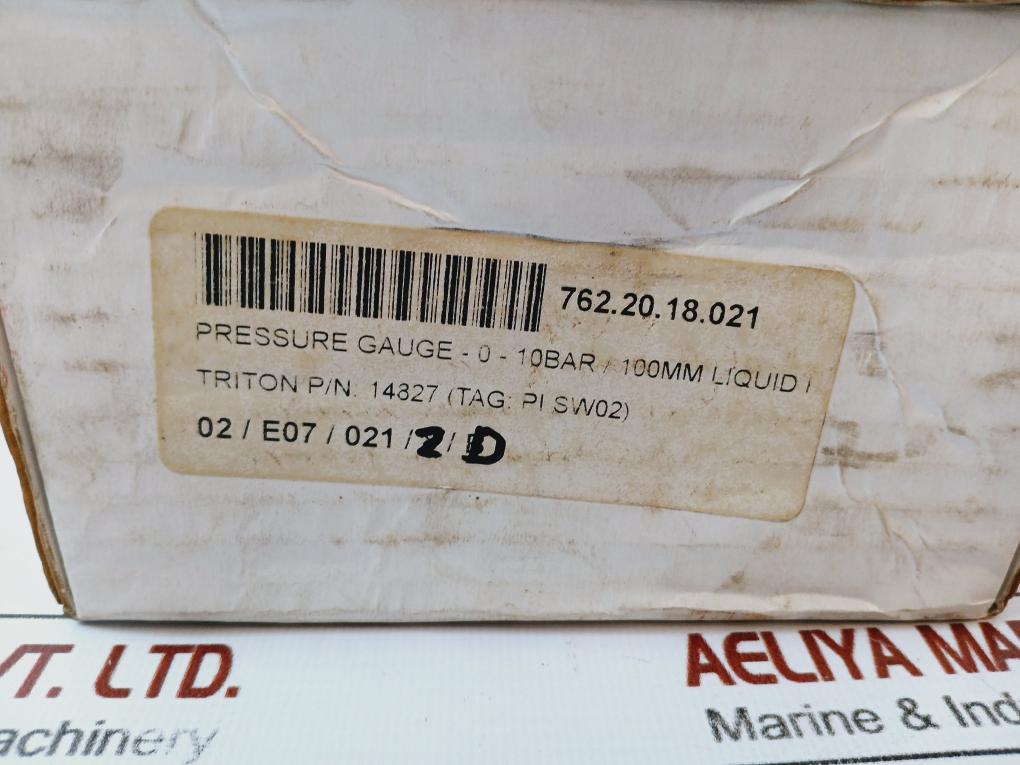 762.20.18.021
PRESSURE GAUGE - 0 - 10BAR / 100MM LIQUID
TRITON P/N. 14827 (TAG: PI SW02)
02 / E07 / 021 / 2 / D
VT. LTD.
AELIYA MA
achinery
Marine & Ind